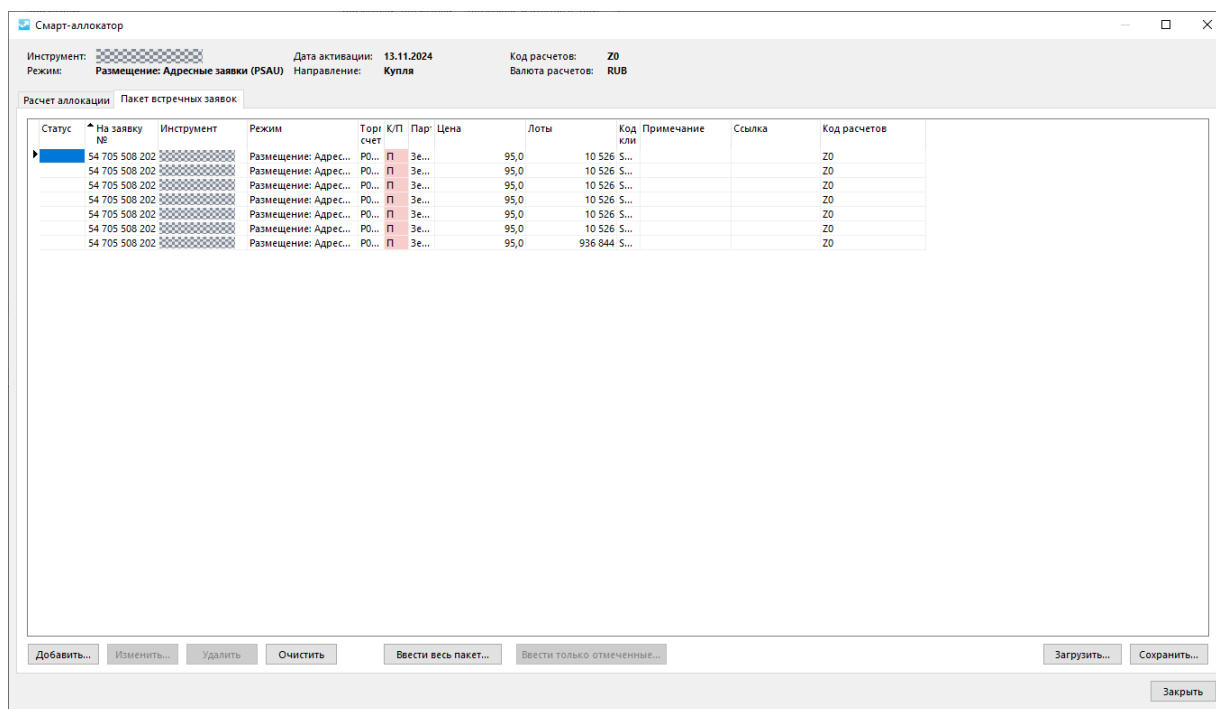 Смарт-аллокатор
Инструмент: Дата активации: 13.11.2024 Код расчетов: Z0
Режим: Размещение: Адресные заявки (PSAU) Направление: Купля Валюта расчетов: RUB
Расчет аллокации Пакет встречных заявок
Статус На заявку № Инструмент Режим Торг счет К/П Пар Цена Лоты Код кли Примечание Ссылка Код расчетов
54 705 508 202 Размещение: Адрес... P0... П Зе... 95,0 10 526 S... Z0
54 705 508 202 Размещение: Адрес... P0... П Зе... 95,0 10 526 S... Z0
54 705 508 202 Размещение: Адрес... P0... П Зе... 95,0 10 526 S... Z0
54 705 508 202 Размещение: Адрес... P0... П Зе... 95,0 10 526 S... Z0
54 705 508 202 Размещение: Адрес... P0... П Зе... 95,0 10 526 S... Z0
54 705 508 202 Размещение: Адрес... P0... П Зе... 95,0 10 526 S... Z0
54 705 508 202 Размещение: Адрес... P0... П Зе... 95,0 936 844 S... Z0
Добавить... Изменить... Удалить Очистить Ввести весь пакет... Ввести только отмеченные... Загрузить... Сохранить...
Закрыть